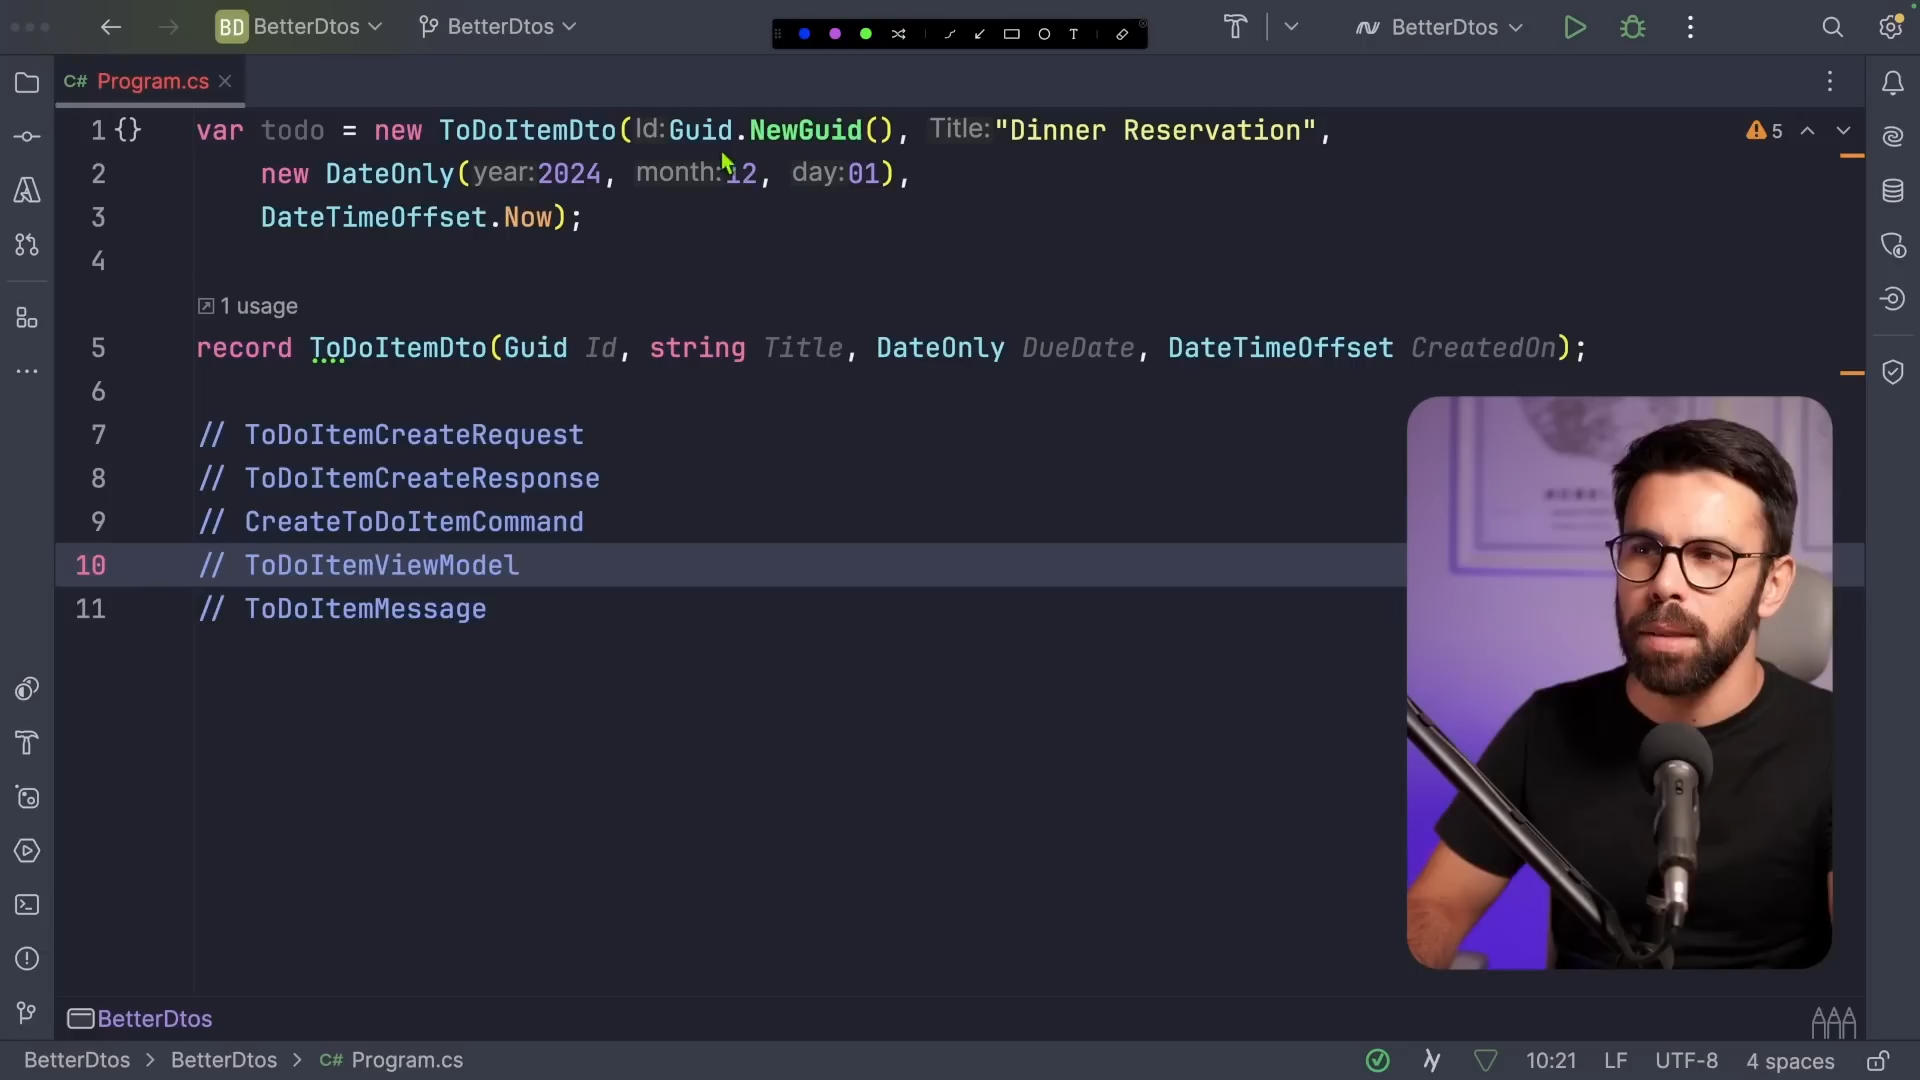 BD BetterDtos BetterDtos T BetterDtos
C# Program.cs
1 {} var todo = new ToDoItemDto(Id:Guid.NewGuid(), Title:"Dinner Reservation", 5
2 new DateOnly(year:2024, month:12, day:01),
3 DateTimeOffset.Now);
4
1 usage
5 record ToDoItemDto(Guid Id, string Title, DateOnly DueDate, DateTimeOffset CreatedOn);
6
7 // ToDoItemCreateRequest
8 // ToDoItemCreateResponse
9 // CreateToDoItemCommand
10 // ToDoItemViewModel
11 // ToDoItemMessage
BetterDtos
BetterDtos > BetterDtos > C# Program.cs 10:21 LF UTF-8 4 spaces